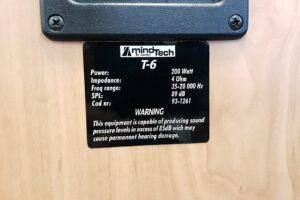 mindTech
T-6
Power: 200 Watt
Impedance: 4 Ohm
Freq range: 35-20 000 Hz
SPL: 89 dB
Cod nr: 93-1261
WARNING
This equipment is capable of producing sound
pressure levels in excess of 85dB wich may
cause permanent hearing damage.